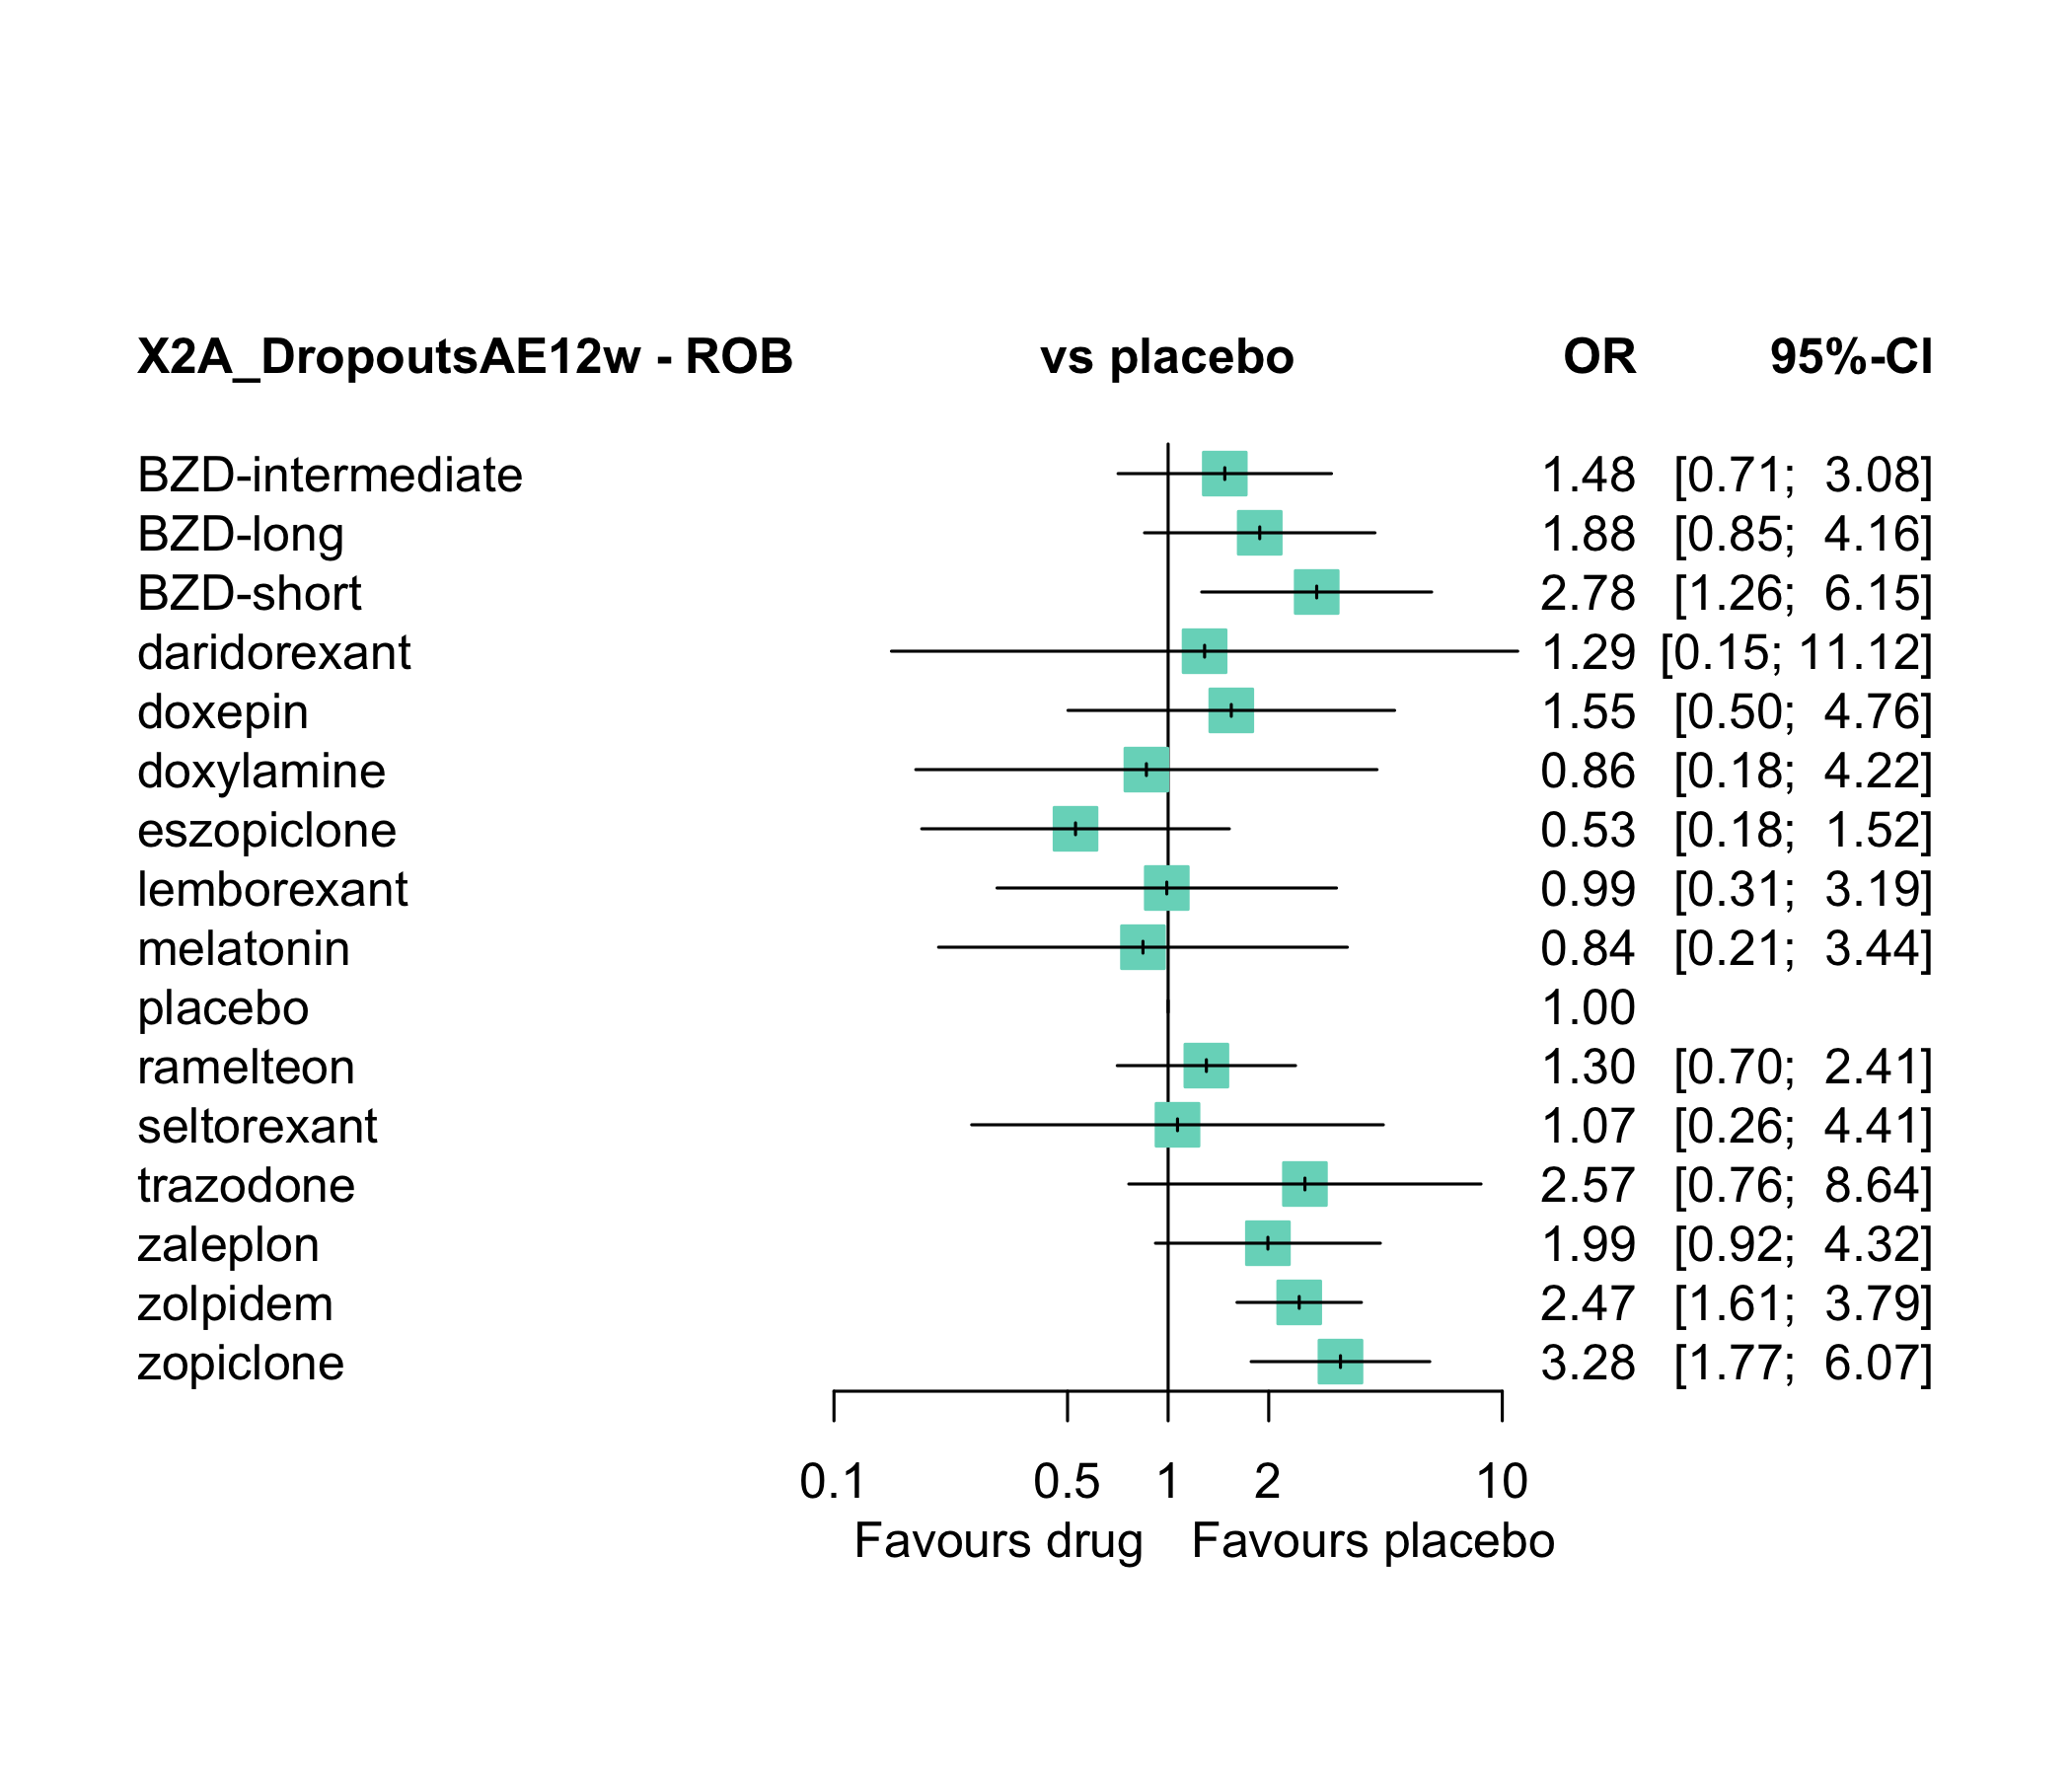 X2A_DropoutsAE12w - ROB vs placebo OR 95%-CI
BZD-intermediate 1.48 [0.71; 3.08]
BZD-long 1.88 [0.85; 4.16]
BZD-short 2.78 [1.26; 6.15]
daridorexant 1.29 [0.15; 11.12]
doxepin 1.55 [0.50; 4.76]
doxylamine 0.86 [0.18; 4.22]
eszopiclone 0.53 [0.18; 1.52]
lemborexant 0.99 [0.31; 3.19]
melatonin 0.84 [0.21; 3.44]
placebo 1.00
ramelteon 1.30 [0.70; 2.41]
seltorexant 1.07 [0.26; 4.41]
trazodone 2.57 [0.76; 8.64]
zaleplon 1.99 [0.92; 4.32]
zolpidem 2.47 [1.61; 3.79]
zopiclone 3.28 [1.77; 6.07]
0.1 0.5 1 2 10
Favours drug Favours placebo